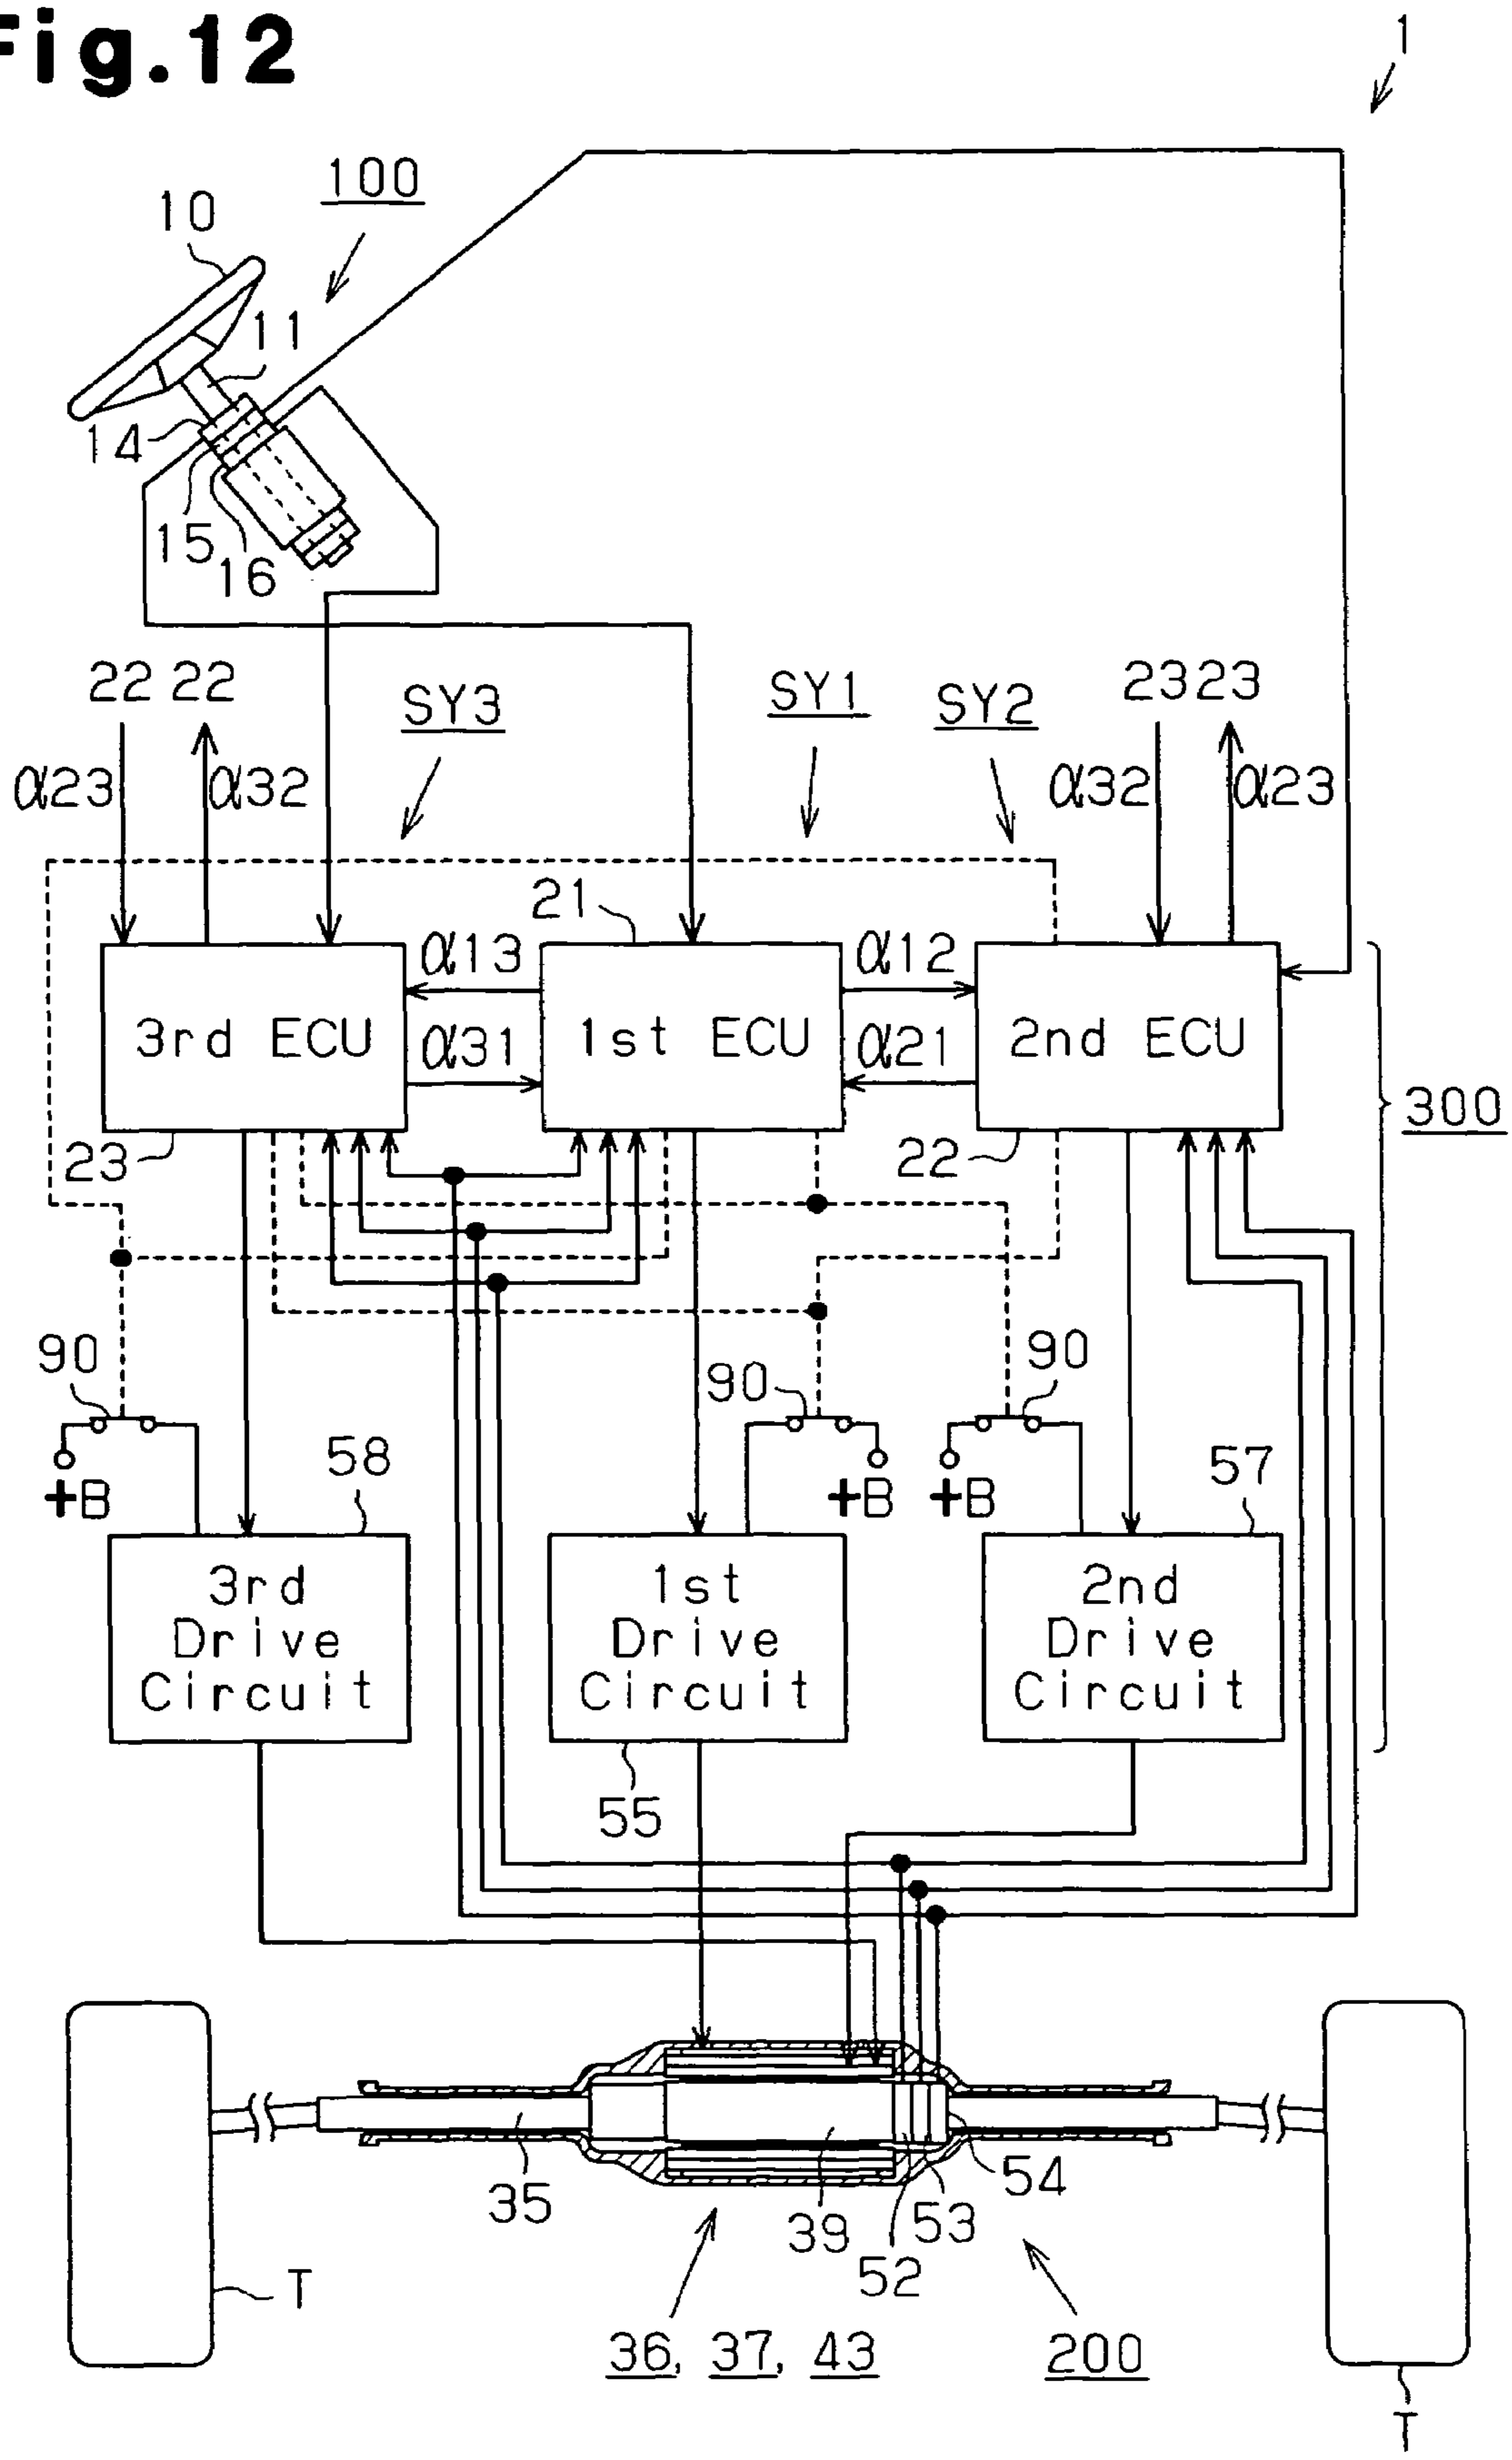 Fig.12
1
100
10
11
14
15
16
22 22
SY3
SY1
SY2
23 23
α23
α32
α32
α23
21
α13
α12
3rd ECU
1st ECU
2nd ECU
α31
α21
300
23
22
90
90
90
58
57
+B
+B
+B
3rd
Drive
Circuit
1st
Drive
Circuit
2nd
Drive
Circuit
55
35
39
52
53
54
T
36, 37, 43
200
T